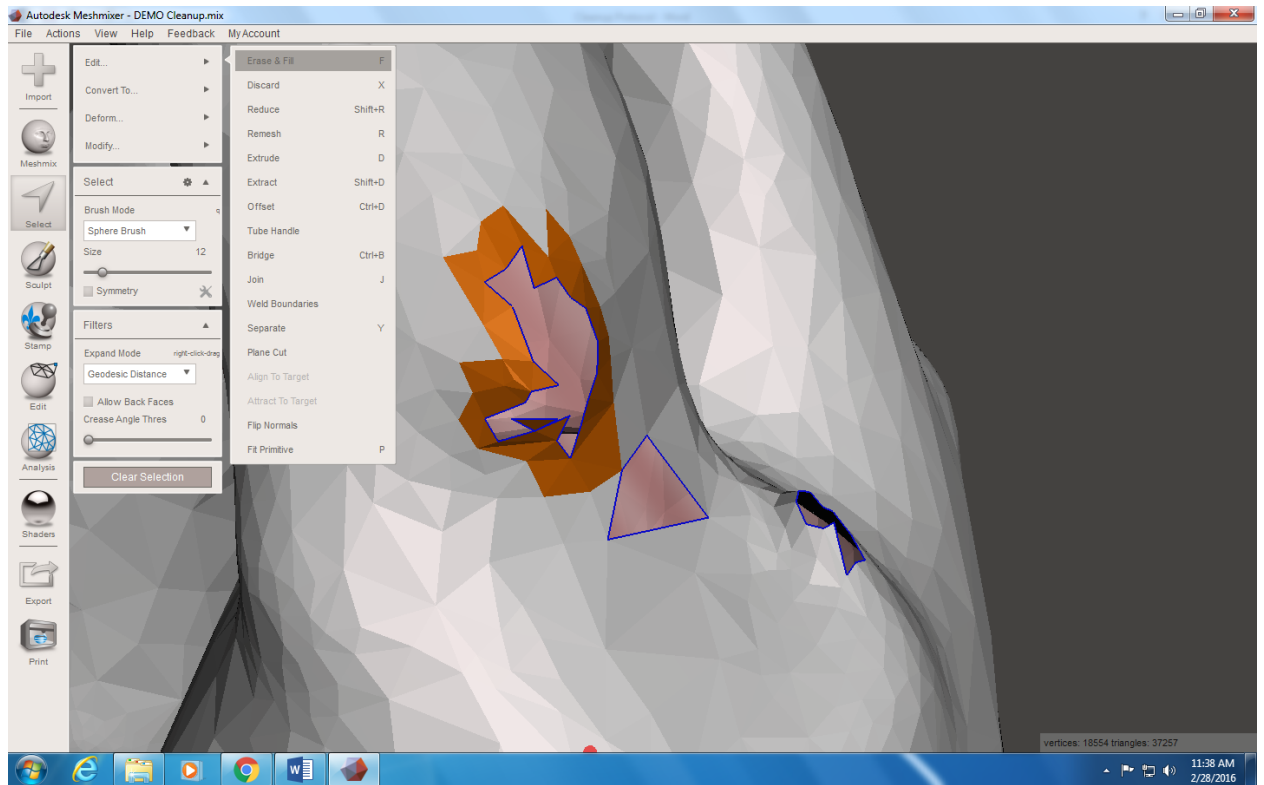 Autodesk Meshmixer - DEMO Cleanup.mix
File Actions View Help Feedback MyAccount
Import
Meshmix
Select
Sculpt
Stamp
Edit
Analysis
Shaders
Export
Print
Edit...
Convert To...
Deform...
Modify...
Select
Brush Mode q
Sphere Brush
Size 12
Symmetry
Filters
Expand Mode right-click-drag
Geodesic Distance
Allow Back Faces
Crease Angle Thres 0
Clear Selection
Erase & Fill F
Discard X
Reduce Shift+R
Remesh R
Extrude D
Extract Shift+D
Offset Ctrl+D
Tube Handle
Bridge Ctrl+B
Join J
Weld Boundaries
Separate Y
Plane Cut
Align To Target
Attract To Target
Flip Normals
Fit Primitive P
vertices: 18554 triangles: 37257
11:38 AM
2/28/2016